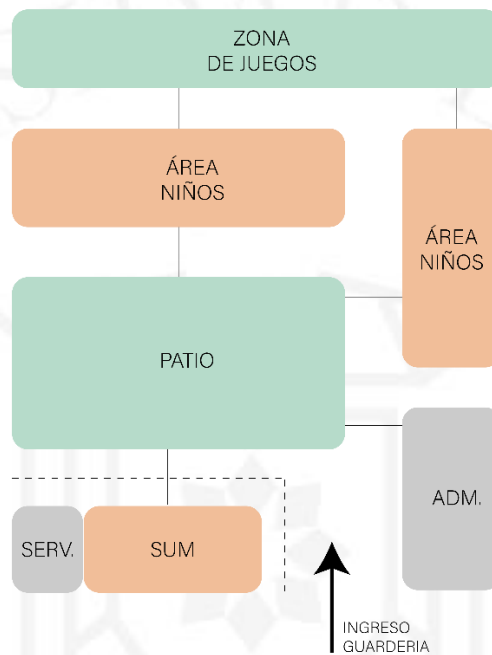 ZONA
DE JUEGOS
ÁREA
NIÑOS
ÁREA
NIÑOS
PATIO
ADM.
SERV.
SUM
INGRESO
GUARDERIA